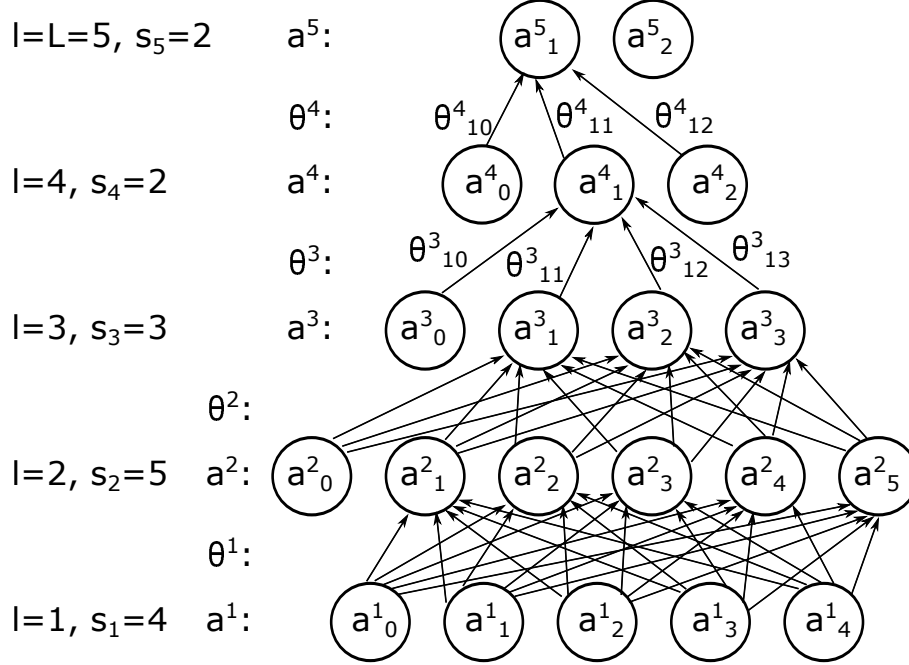 l=L=5, s₅=2 a⁵: a⁵₁ a⁵₂
θ⁴: θ⁴₁₀ θ⁴₁₁ θ⁴₁₂
l=4, s₄=2 a⁴: a⁴₀ a⁴₁ a⁴₂
θ³: θ³₁₀ θ³₁₁ θ³₁₂ θ³₁₃
l=3, s₃=3 a³: a³₀ a³₁ a³₂ a³₃
θ²:
l=2, s₂=5 a²: a²₀ a²₁ a²₂ a²₃ a²₄ a²₅
θ¹:
l=1, s₁=4 a¹: a¹₀ a¹₁ a¹₂ a¹₃ a¹₄